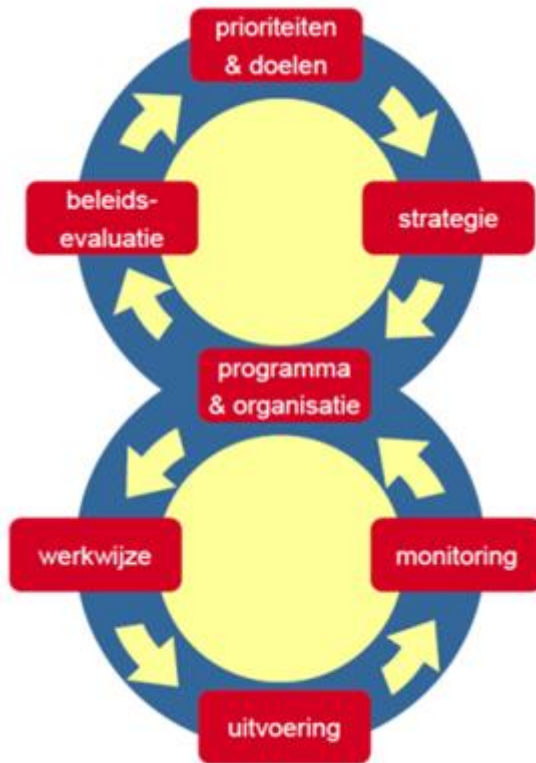 prioriteiten
& doelen
beleids-
evaluatie
strategie
programma
& organisatie
werkwijze
monitoring
uitvoering